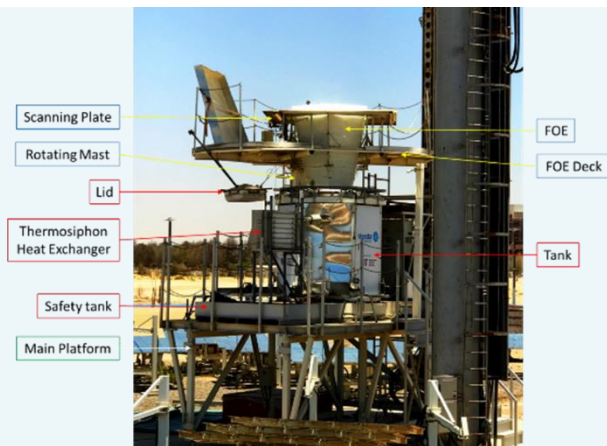 Scanning Plate
FOE
Rotating Mast
FOE Deck
Lid
Thermosiphon
Heat Exchanger
Tank
Safety tank
Main Platform